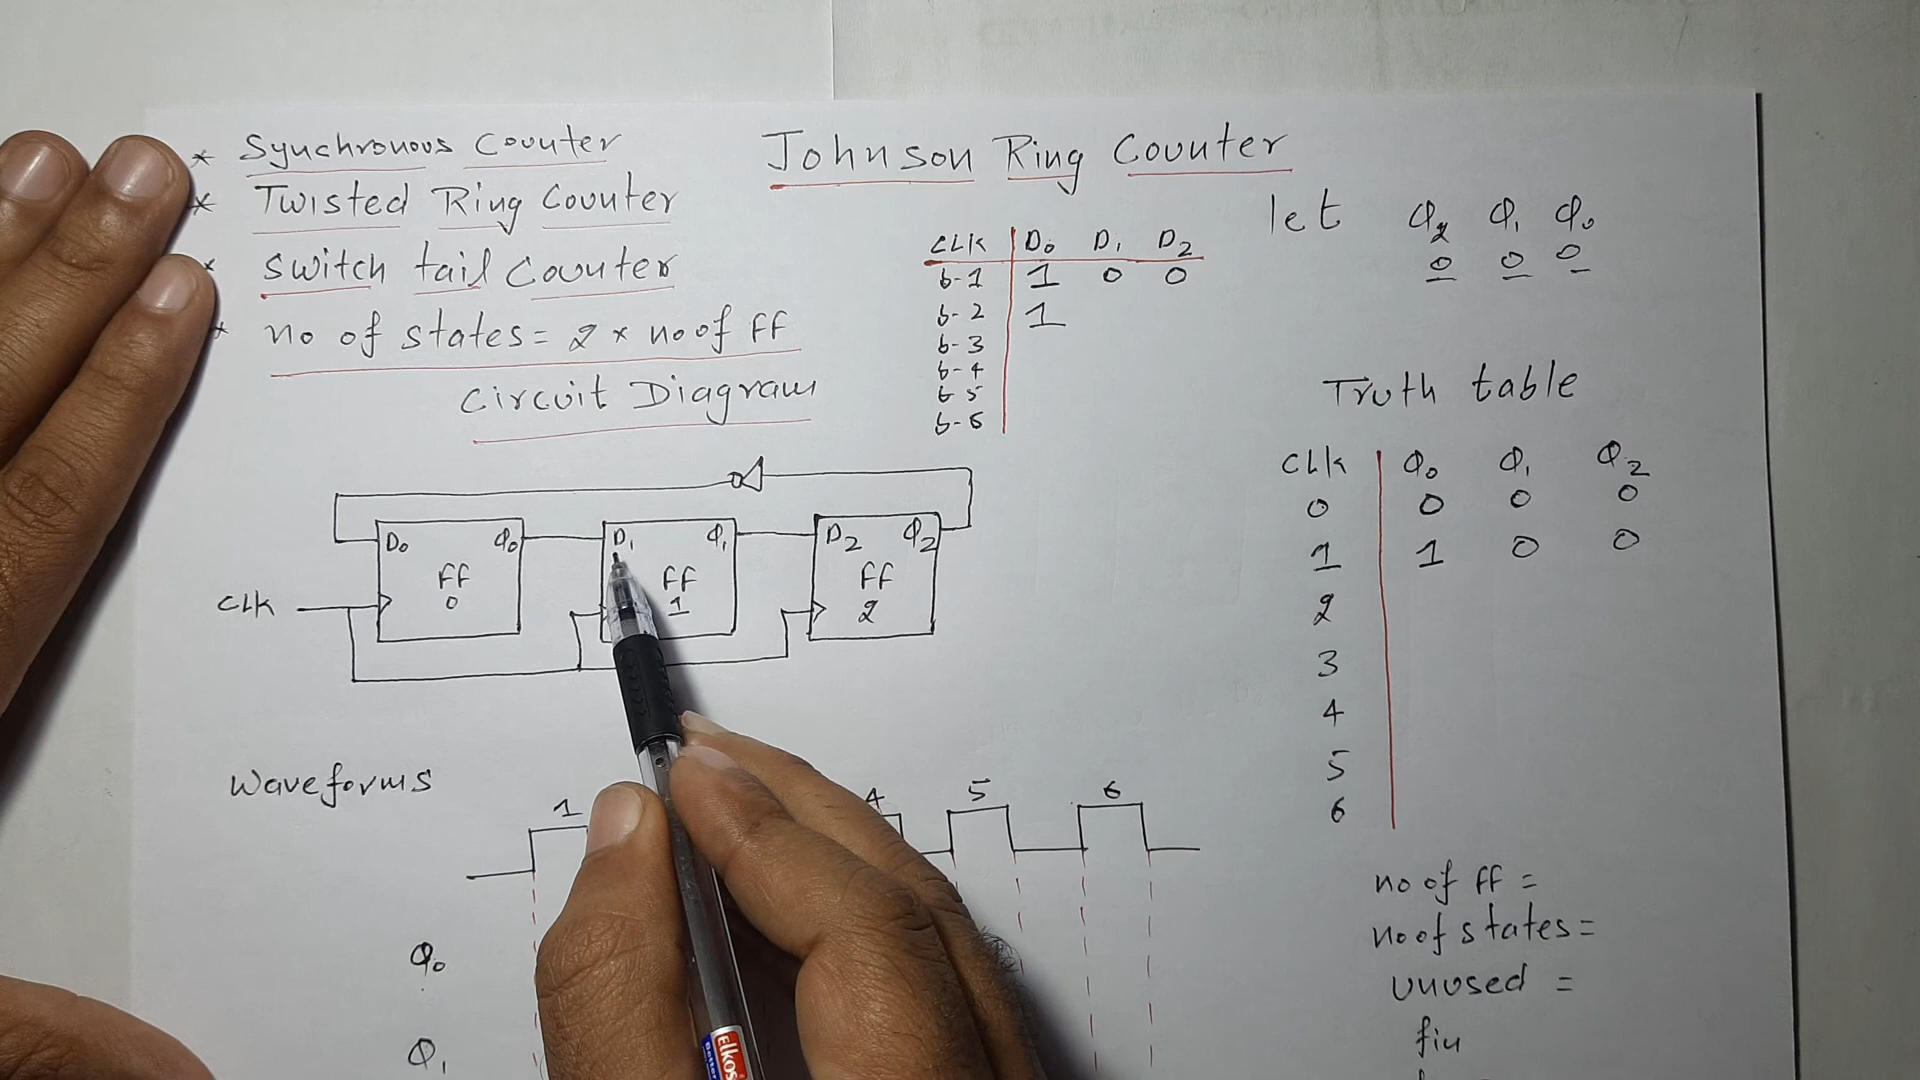 * Synchronous Counter
* Twisted Ring Counter
* Switch tail Counter
* no of states = 2 × no of ff
Circuit Diagram
Johnson Ring Counter
let Q2 Q1 Q0
0 0 0
CLK D0 D1 D2
b-1 1 0 0
b-2 1
b-3
b-4
b-5
b-6
D0 Q0 D1 Q1 D2 Q2
FF 0
FF 1
FF 2
CLK
Truth table
CLK Q0 Q1 Q2
0 0 0 0
1 1 0 0
2
3
4
5
6
no of ff =
no of states =
unused =
fin
Waveforms
1 4 5 6
Q0
Q1
Elkos
Better